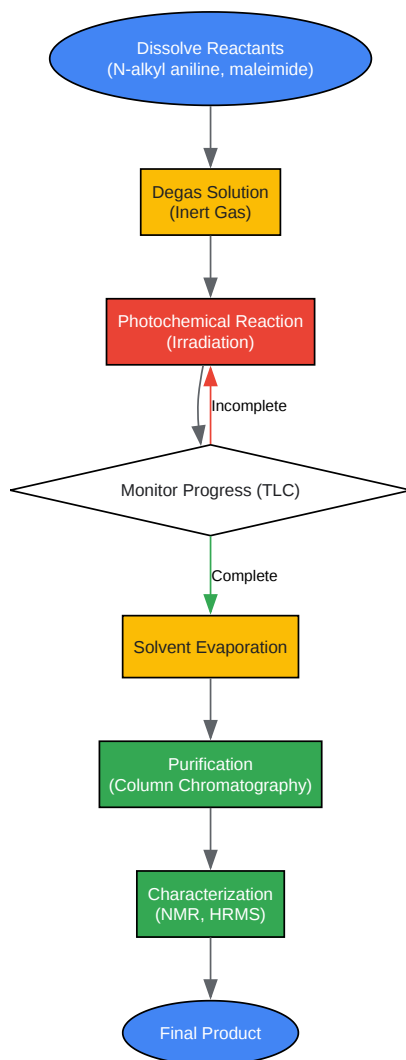 Dissolve Reactants
(N-alkyl aniline, maleimide)
Degas Solution
(Inert Gas)
Photochemical Reaction
(Irradiation)
Incomplete
Monitor Progress (TLC)
Complete
Solvent Evaporation
Purification
(Column Chromatography)
Characterization
(NMR, HRMS)
Final Product